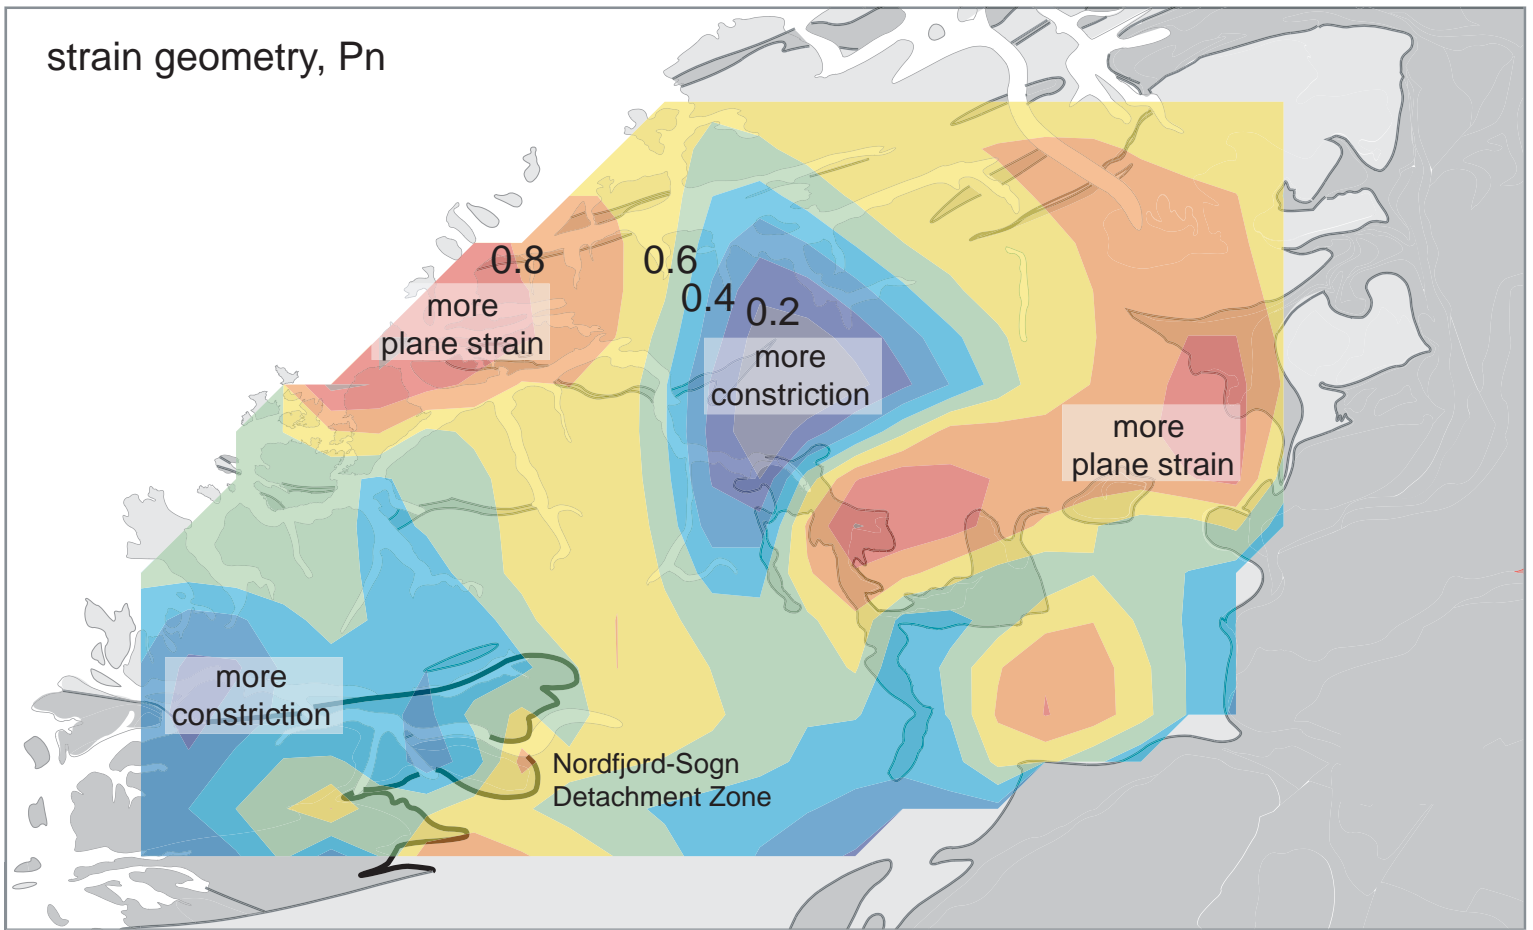 strain geometry, Pn
0.8
0.6
0.4
0.2
more
plane strain
more
constriction
more
plane strain
more
constriction
Nordfjord-Sogn
Detachment Zone